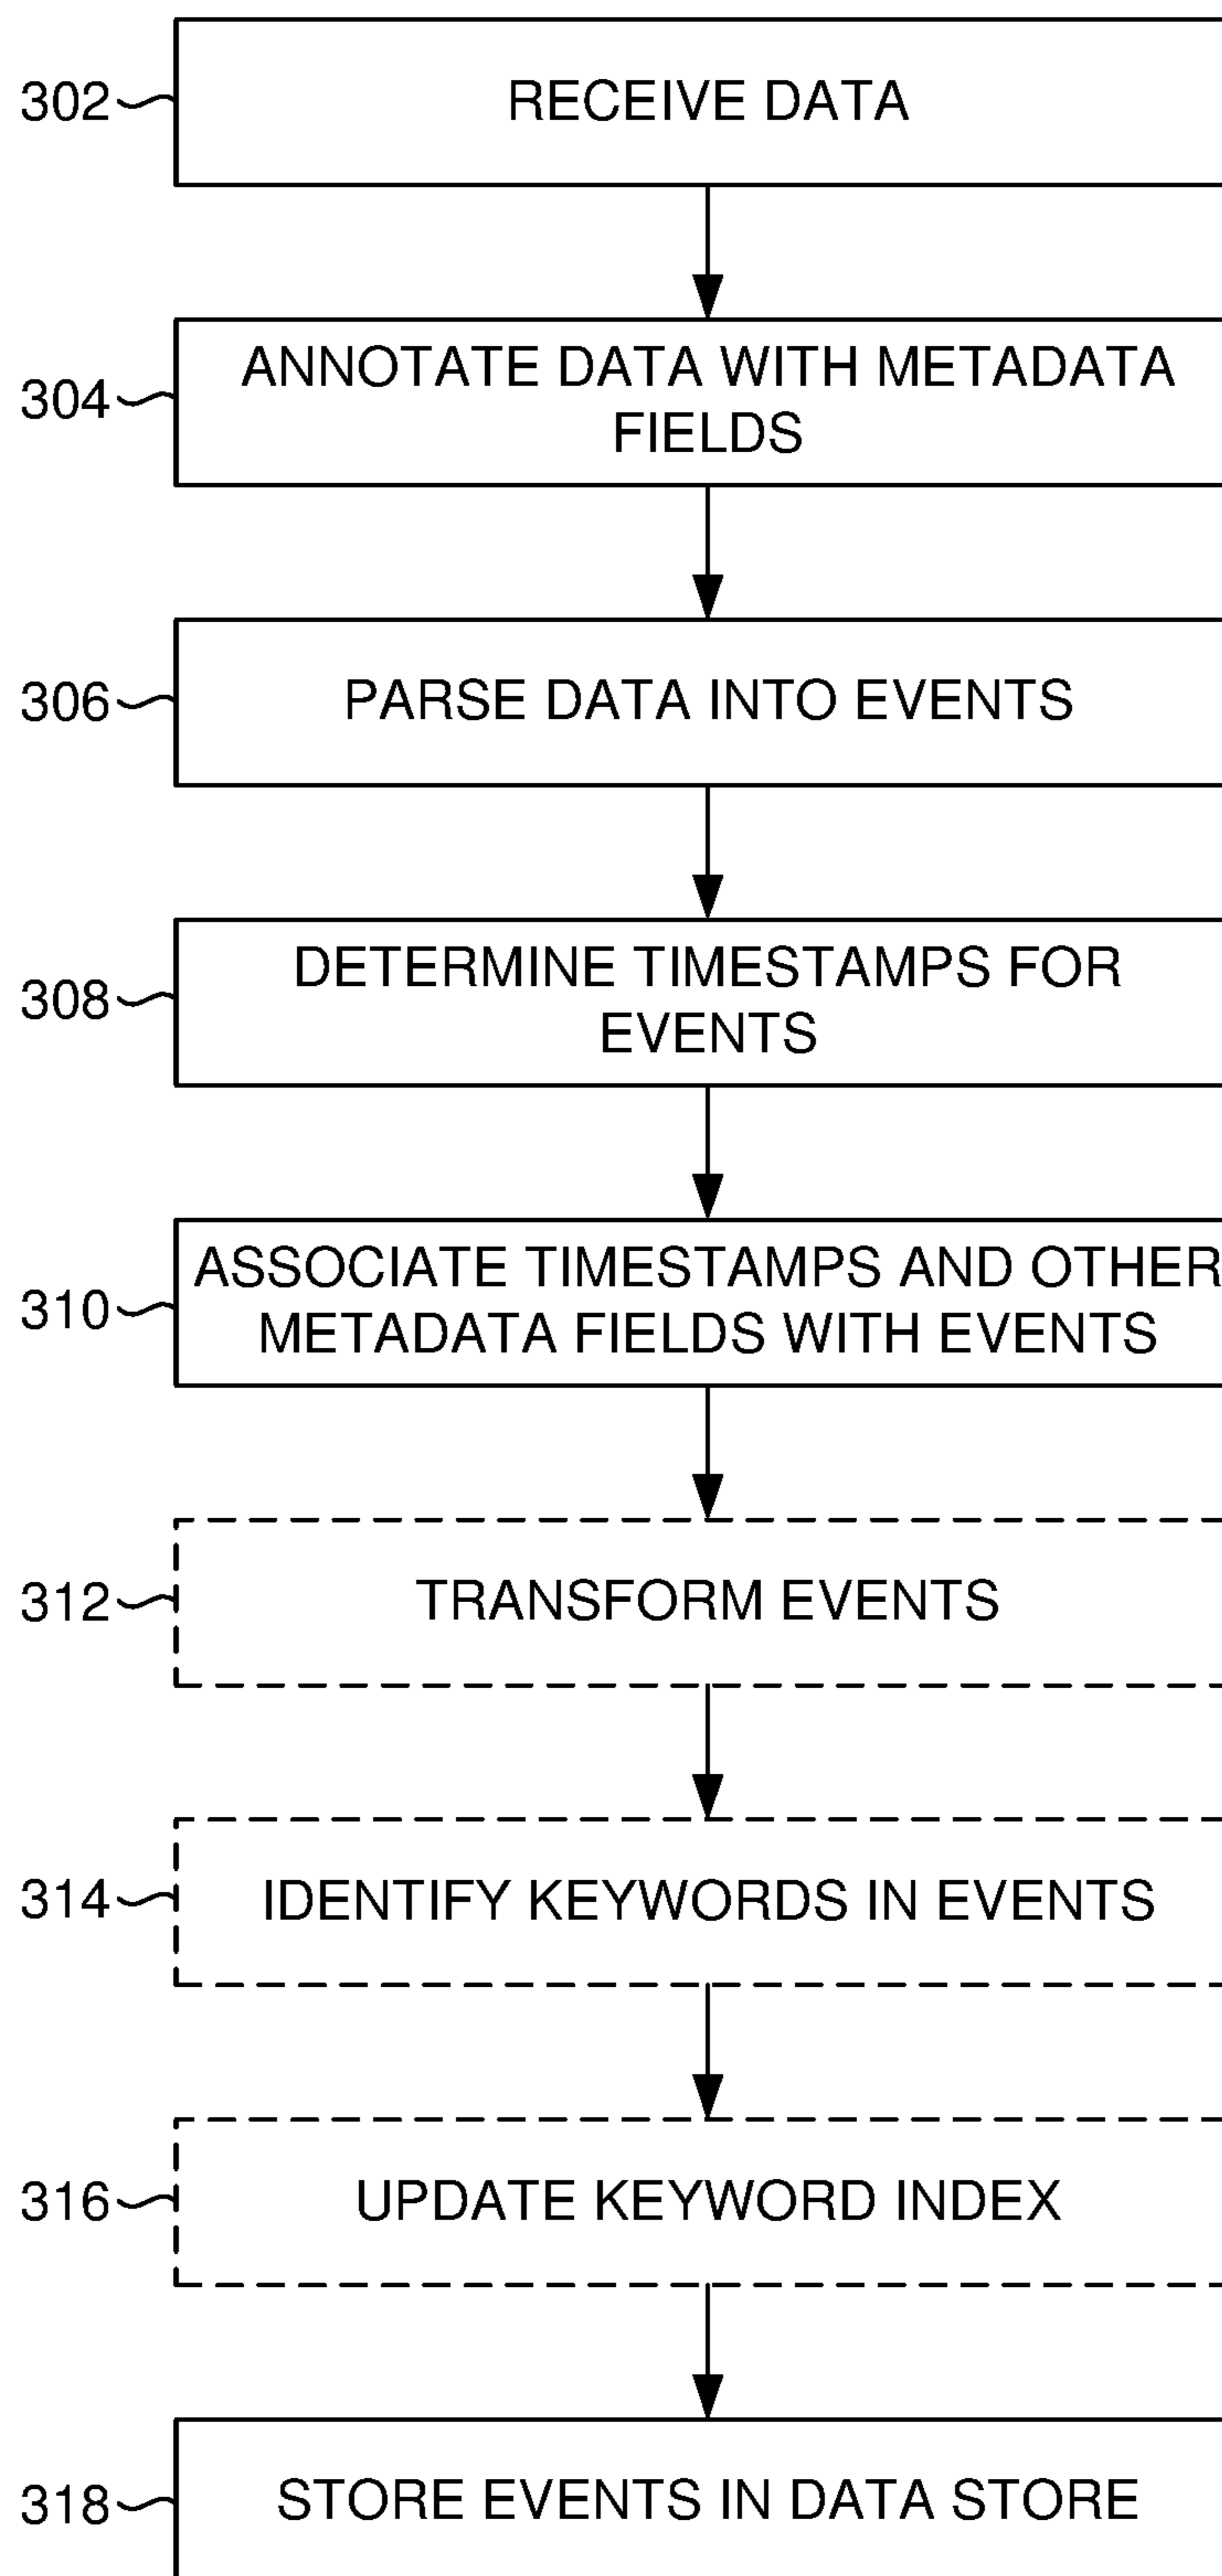 302
RECEIVE DATA
304
ANNOTATE DATA WITH METADATA
FIELDS
306
PARSE DATA INTO EVENTS
308
DETERMINE TIMESTAMPS FOR
EVENTS
310
ASSOCIATE TIMESTAMPS AND OTHER
METADATA FIELDS WITH EVENTS
312
TRANSFORM EVENTS
314
IDENTIFY KEYWORDS IN EVENTS
316
UPDATE KEYWORD INDEX
318
STORE EVENTS IN DATA STORE